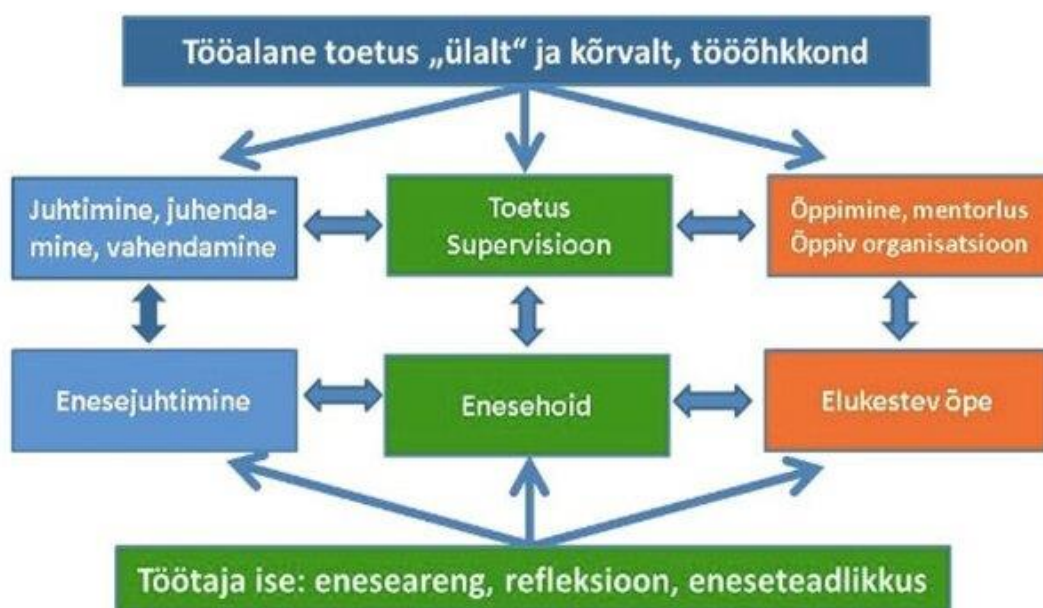 Tööalane toetus „ülalt“ ja kõrvalt, tööõhkkond
Juhtimine, juhenda-
mine, vahendamine
Toetus
Supervisioon
Õppimine, mentorlus
Õppiv organisatsioon
Enesejuhtimine
Enesehoid
Elukestev õpe
Töötaja ise: eneseareng, refleksioon, eneseteadlikkus